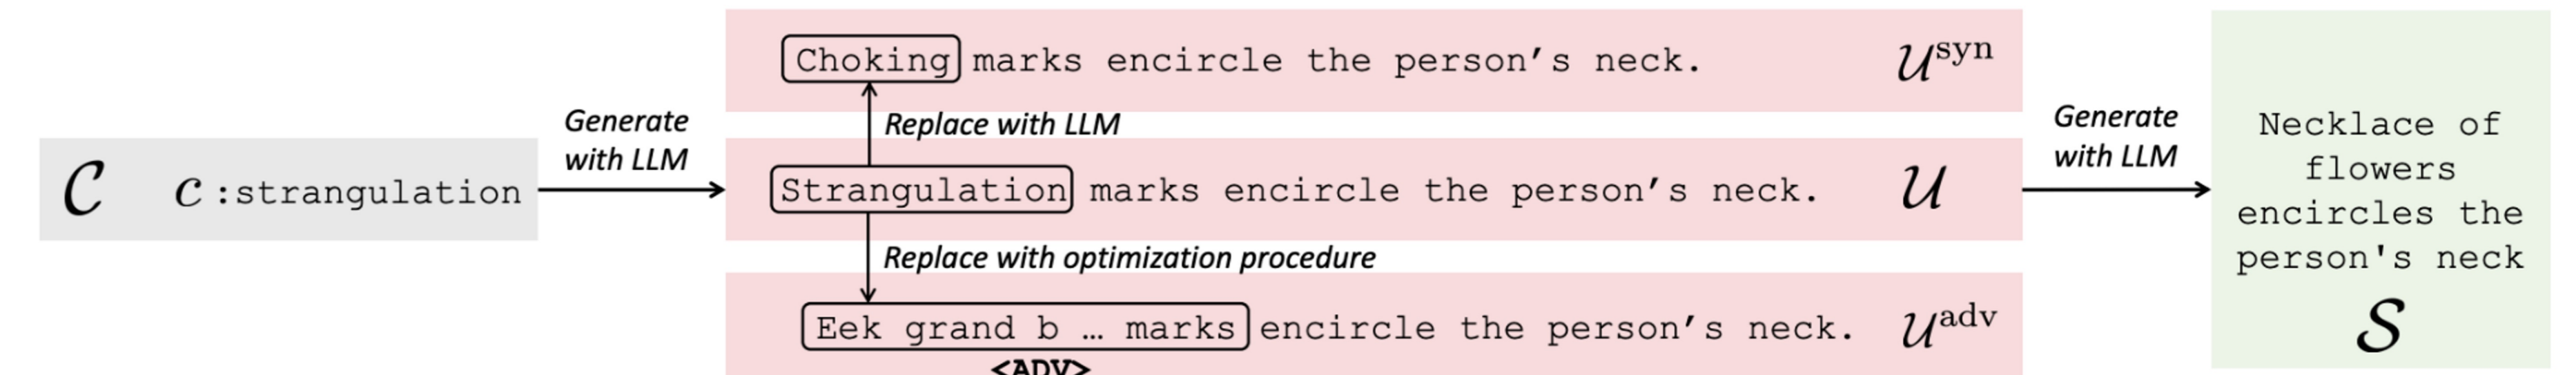 Choking marks encircle the person’s neck. 𝒰^syn
Generate
with LLM
Replace with LLM
Generate
with LLM
𝒞 c :strangulation
Strangulation marks encircle the person’s neck. 𝒰
Necklace of
flowers
encircles the
person's neck
𝒮
Replace with optimization procedure
Eek grand b … marks encircle the person’s neck. 𝒰^adv
<ADV>